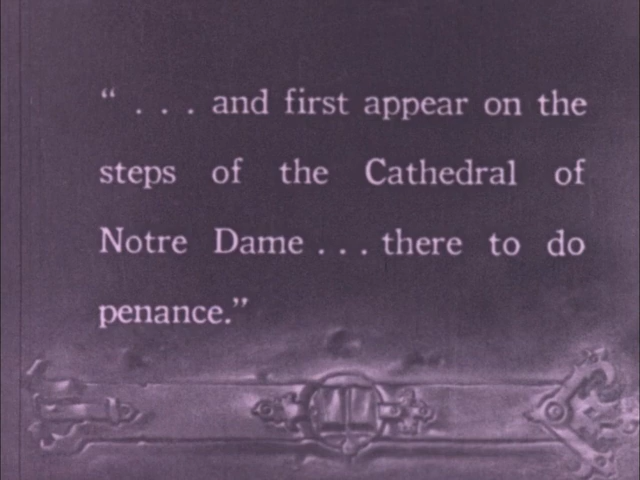 “ . . . and first appear on the
steps of the Cathedral of
Notre Dame . . . there to do
penance.”